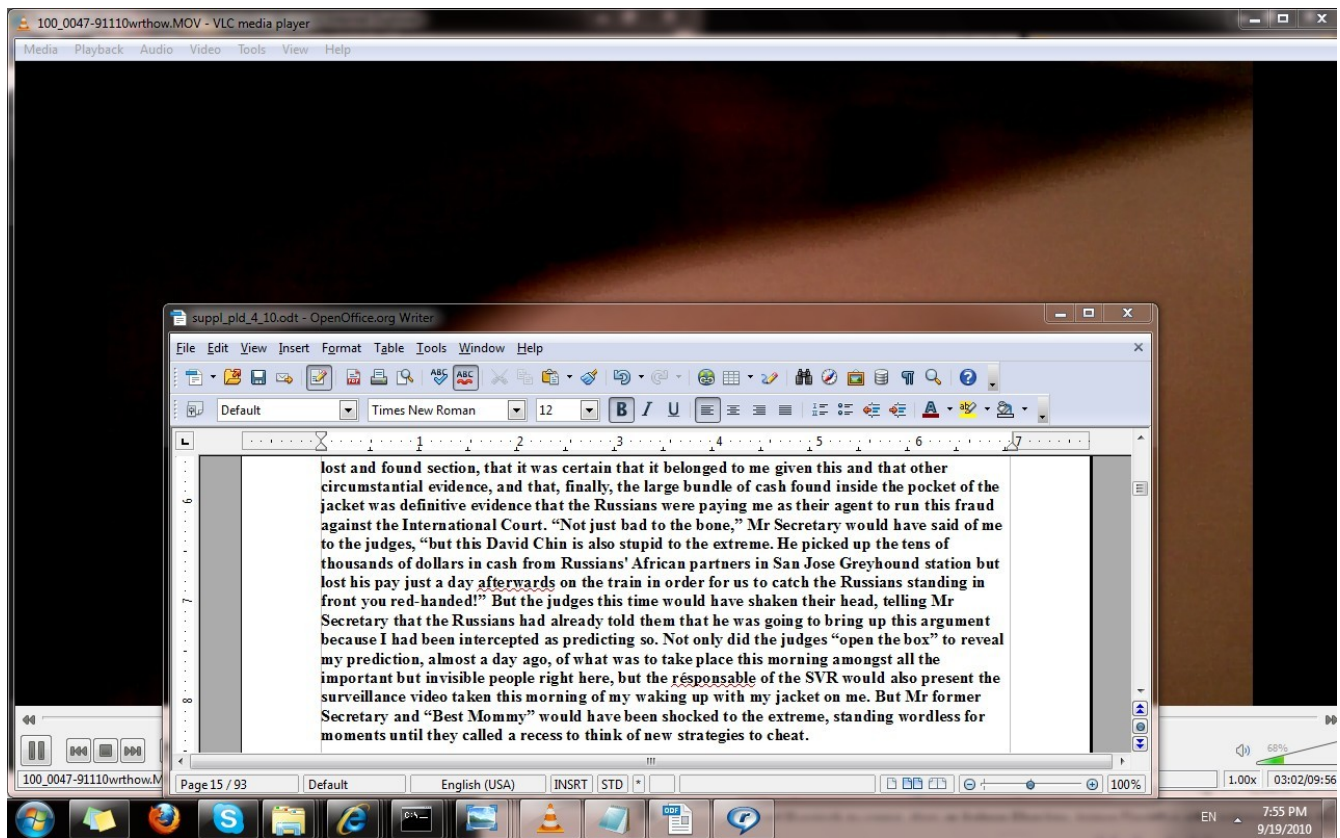 100_0047-91110wrthow.MOV - VLC media player
Media Playback Audio Video Tools View Help
suppl_pld_4_10.odt - OpenOffice.org Writer
File Edit View Insert Format Table Tools Window Help
Default Times New Roman 12
1 2 3 4 5 6 7
lost and found section, that it was certain that it belonged to me given this and that other
circumstantial evidence, and that, finally, the large bundle of cash found inside the pocket of the
jacket was definitive evidence that the Russians were paying me as their agent to run this fraud
against the International Court. “Not just bad to the bone,” Mr Secretary would have said of me
to the judges, “but this David Chin is also stupid to the extreme. He picked up the tens of
thousands of dollars in cash from Russians' African partners in San Jose Greyhound station but
lost his pay just a day afterwards on the train in order for us to catch the Russians standing in
front you red-handed!” But the judges this time would have shaken their head, telling Mr
Secretary that the Russians had already told them that he was going to bring up this argument
because I had been intercepted as predicting so. Not only did the judges “open the box” to reveal
my prediction, almost a day ago, of what was to take place this morning amongst all the
important but invisible people right here, but the résponsable of the SVR would also present the
surveillance video taken this morning of my waking up with my jacket on me. But Mr former
Secretary and “Best Mommy” would have been shocked to the extreme, standing wordless for
moments until they called a recess to think of new strategies to cheat.
Page 15 / 93 Default English (USA) INSRT STD * 100%
68%
100_0047-91110wrthow.M
1.00x 03:02/09:56
EN
7:55 PM
9/19/2010